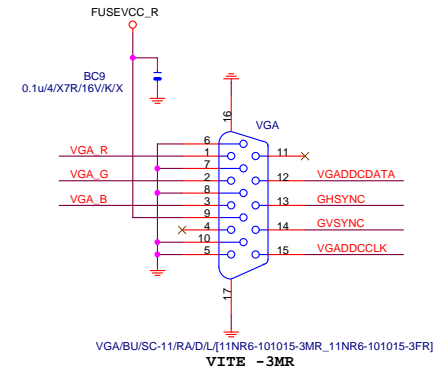 FUSEVCC_R
BC9
0.1u/4/X7R/16V/K/X
16
VGA
6
VGA_R
1
11
7
VGA_G
2
12
VGADDCDATA
8
VGA_B
3
13
GHSYNC
9
4
14
GVSYNC
10
5
15
VGADDCCLK
17
VGA/BU/SC-11/RA/D/L/[11NR6-101015-3MR_11NR6-101015-3FR]
VITE -3MR